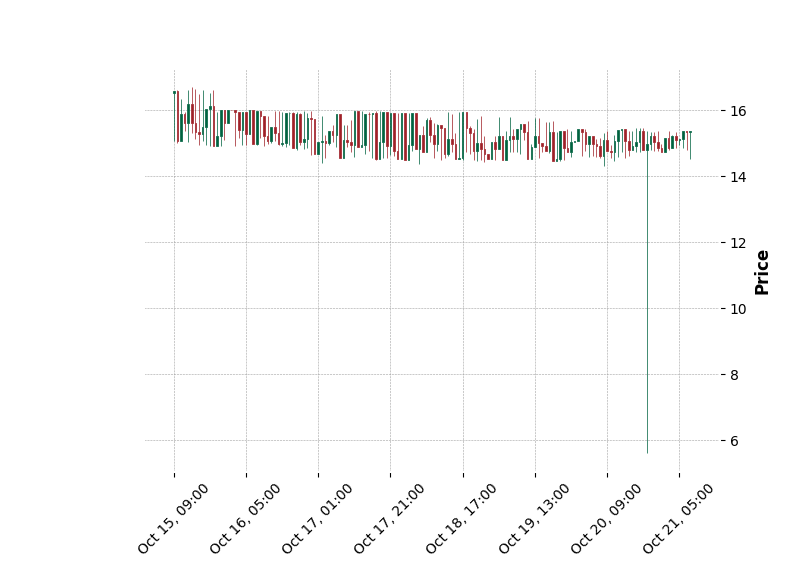 16
14
12
10
8
6
Price
Oct 15, 09:00
Oct 16, 05:00
Oct 17, 01:00
Oct 17, 21:00
Oct 18, 17:00
Oct 19, 13:00
Oct 20, 09:00
Oct 21, 05:00